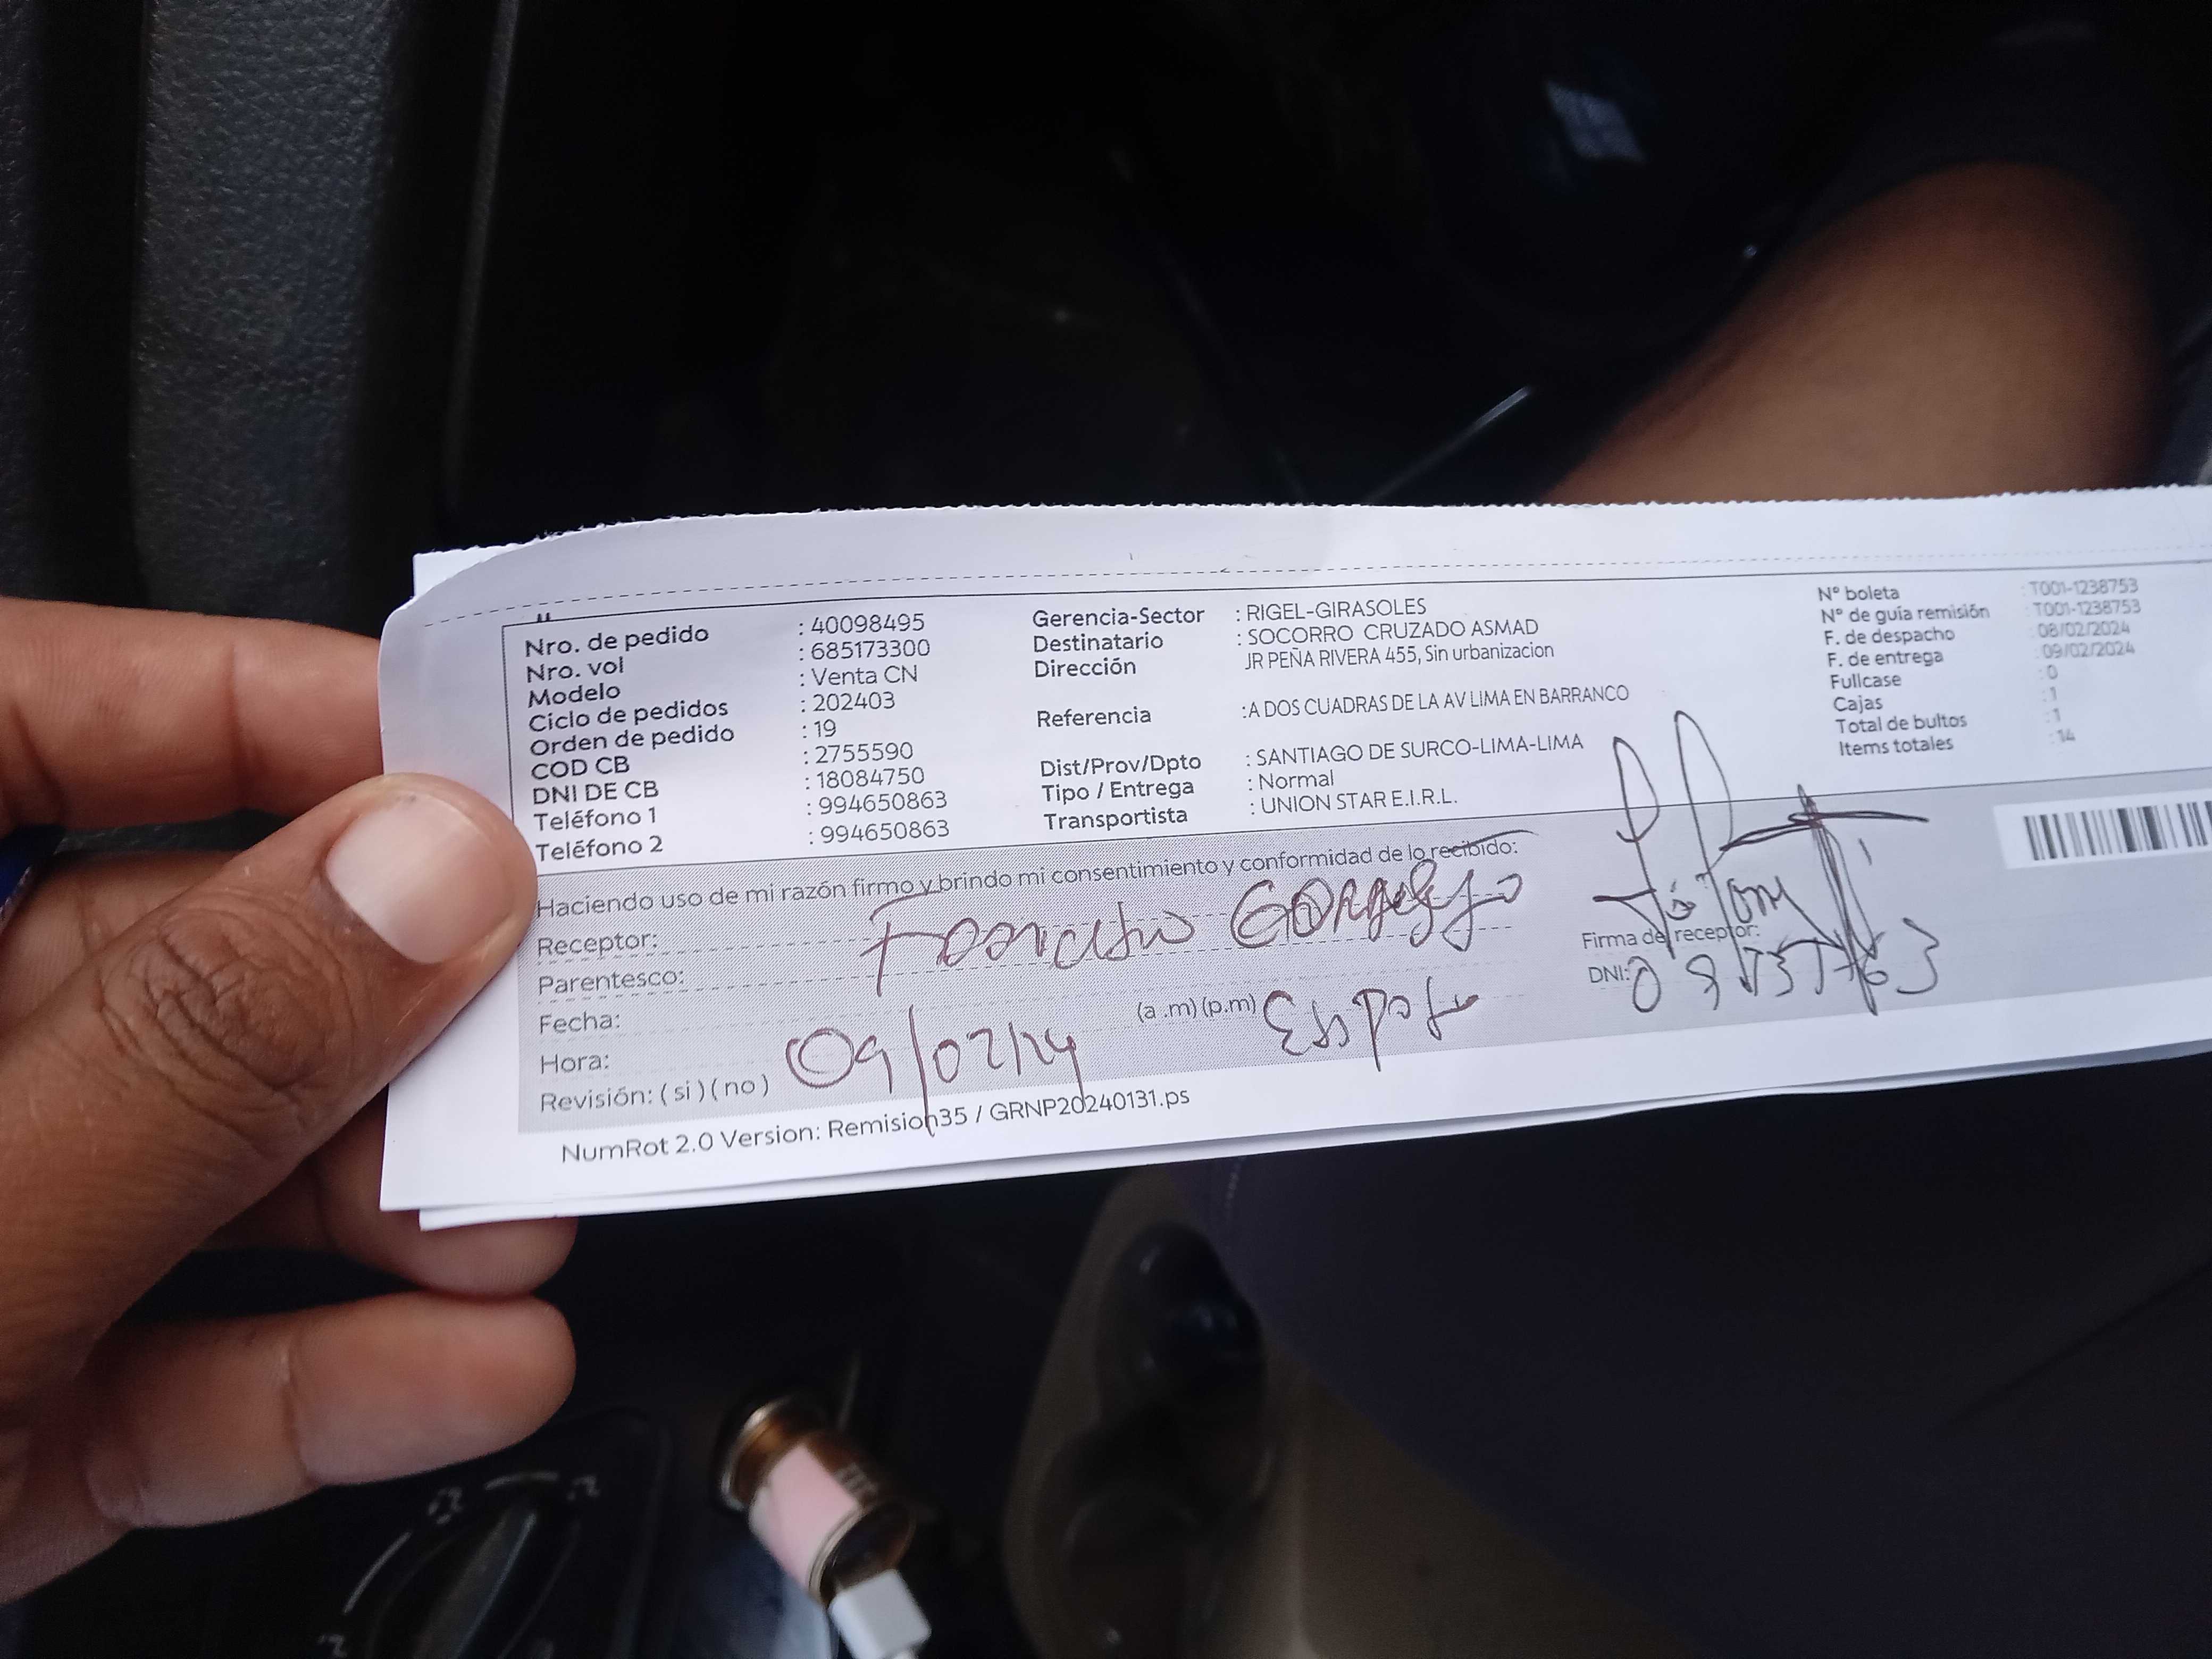 Nro. de pedido : 40098495
Nro. vol : 685173300
Modelo : Venta CN
Ciclo de pedidos : 202403
Orden de pedido : 19
COD CB : 2755590
DNI DE CB : 18084750
Teléfono 1 : 994650863
Teléfono 2 : 994650863
Gerencia-Sector : RIGEL-GIRASOLES
Destinatario : SOCORRO CRUZADO ASMAD
Dirección JR PEÑA RIVERA 455, Sin urbanizacion
Referencia :A DOS CUADRAS DE LA AV LIMA EN BARRANCO
Dist/Prov/Dpto : SANTIAGO DE SURCO-LIMA-LIMA
Tipo / Entrega : Normal
Transportista : UNION STAR E.I.R.L.
N° boleta : T001-1238753
N° de guía remisión : T001-1238753
F. de despacho : 08/02/2024
F. de entrega : 09/02/2024
Fullcase : 0
Cajas : 1
Total de bultos : 1
Items totales : 14
Haciendo uso de mi razón firmo y brindo mi consentimiento y conformidad de lo recibido:
Receptor:
Parentesco:
Fecha:
Hora: 09/02/24 (a .m) (p.m)
Revisión: ( si ) ( no )
Firma del receptor:
DNI:
NumRot 2.0 Version: Remision35 / GRNP20240131.ps